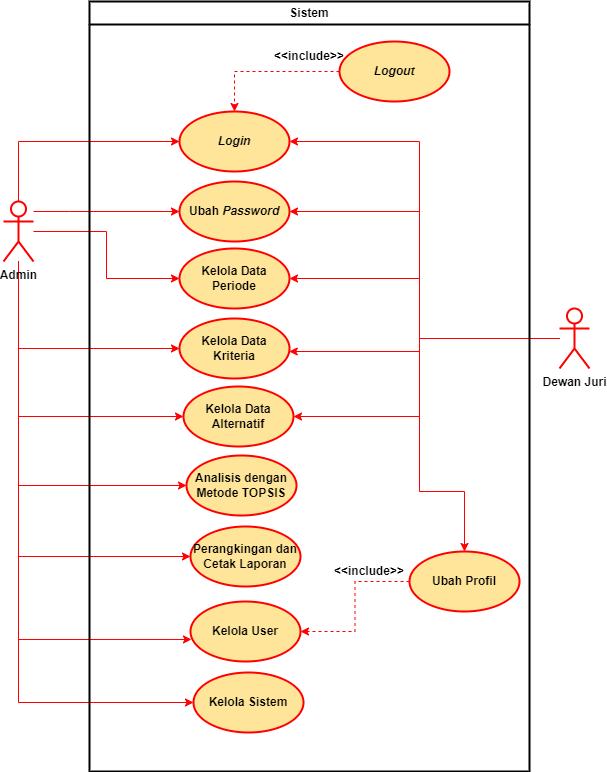 Sistem
<<include>>
Logout
Login
Ubah Password
Admin
Kelola Data
Periode
Kelola Data
Kriteria
Dewan Juri
Kelola Data
Alternatif
Analisis dengan
Metode TOPSIS
Perangkingan dan
Cetak Laporan
<<include>>
Ubah Profil
Kelola User
Kelola Sistem